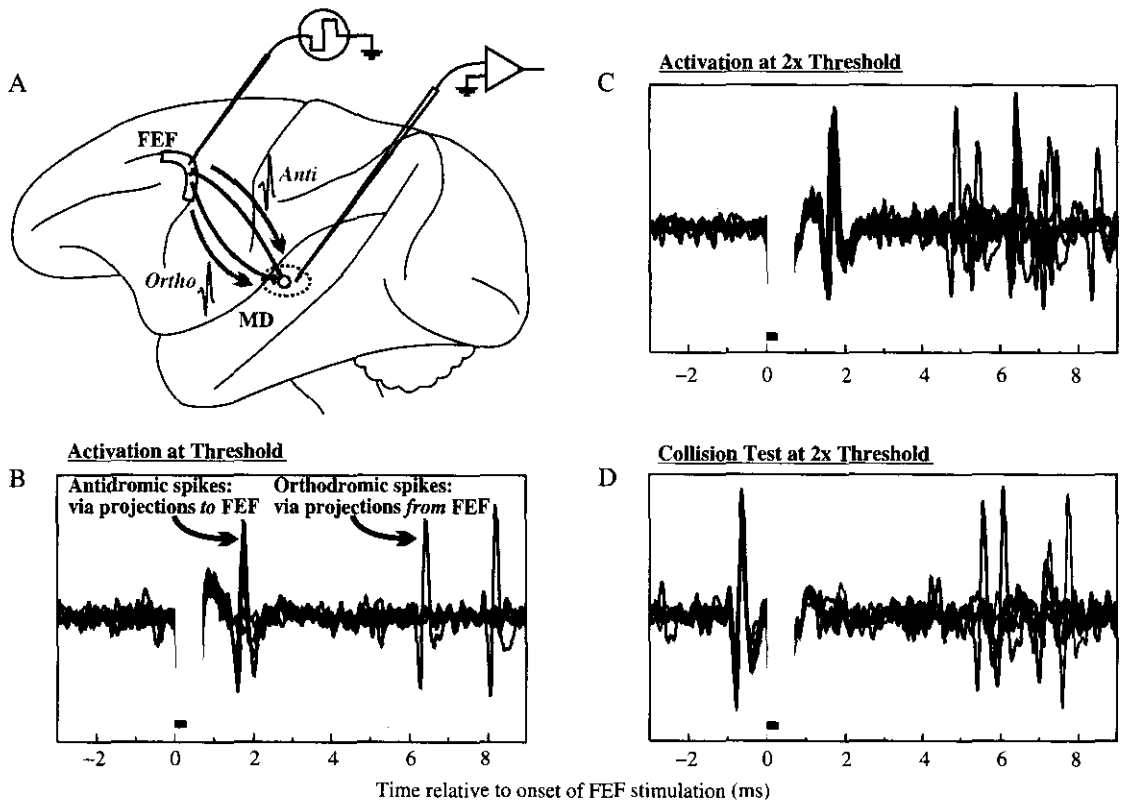 A
FEF
Anti
Ortho
MD
B
Activation at Threshold
Antidromic spikes:
via projections to FEF
Orthodromic spikes:
via projections from FEF
−2 0 2 4 6 8
C
Activation at 2x Threshold
−2 0 2 4 6 8
D
Collision Test at 2x Threshold
−2 0 2 4 6 8
Time relative to onset of FEF stimulation (ms)